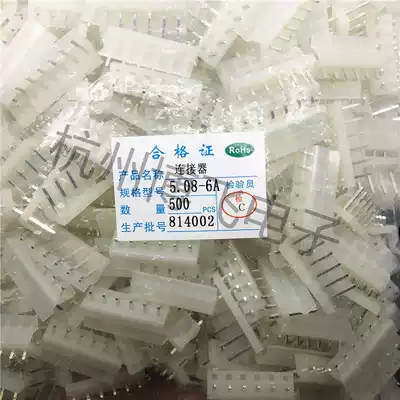 合格证
RoHS
产品名称 连接器
规格型号 5.08-6A 检验员
数量 500 PCS
检
C
生产批号 814002